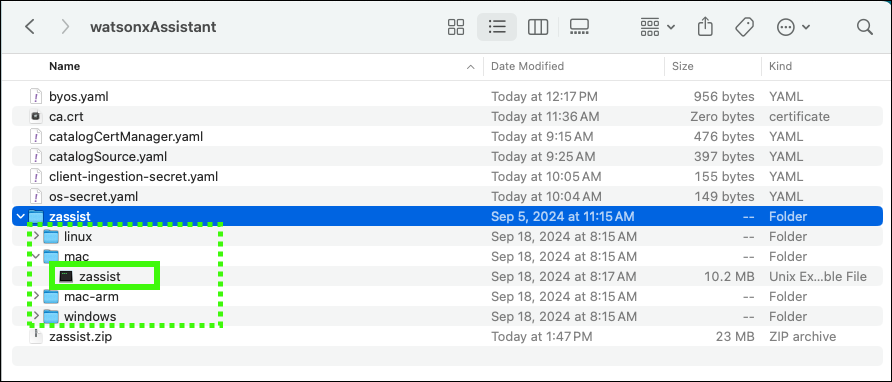 watsonxAssistant
Name Date Modified Size Kind
byos.yaml Today at 12:17 PM 956 bytes YAML
ca.crt Today at 11:36 AM Zero bytes certificate
catalogCertManager.yaml Today at 9:15 AM 476 bytes YAML
catalogSource.yaml Today at 9:25 AM 397 bytes YAML
client-ingestion-secret.yaml Today at 10:05 AM 155 bytes YAML
os-secret.yaml Today at 10:04 AM 149 bytes YAML
zassist Sep 5, 2024 at 11:15 AM -- Folder
linux Sep 18, 2024 at 8:15 AM -- Folder
mac Sep 18, 2024 at 8:15 AM -- Folder
zassist Sep 18, 2024 at 8:17 AM 10.2 MB Unix Ex...ble File
mac-arm Sep 18, 2024 at 8:15 AM -- Folder
windows Sep 18, 2024 at 8:15 AM -- Folder
zassist.zip Today at 1:47 PM 23 MB ZIP archive